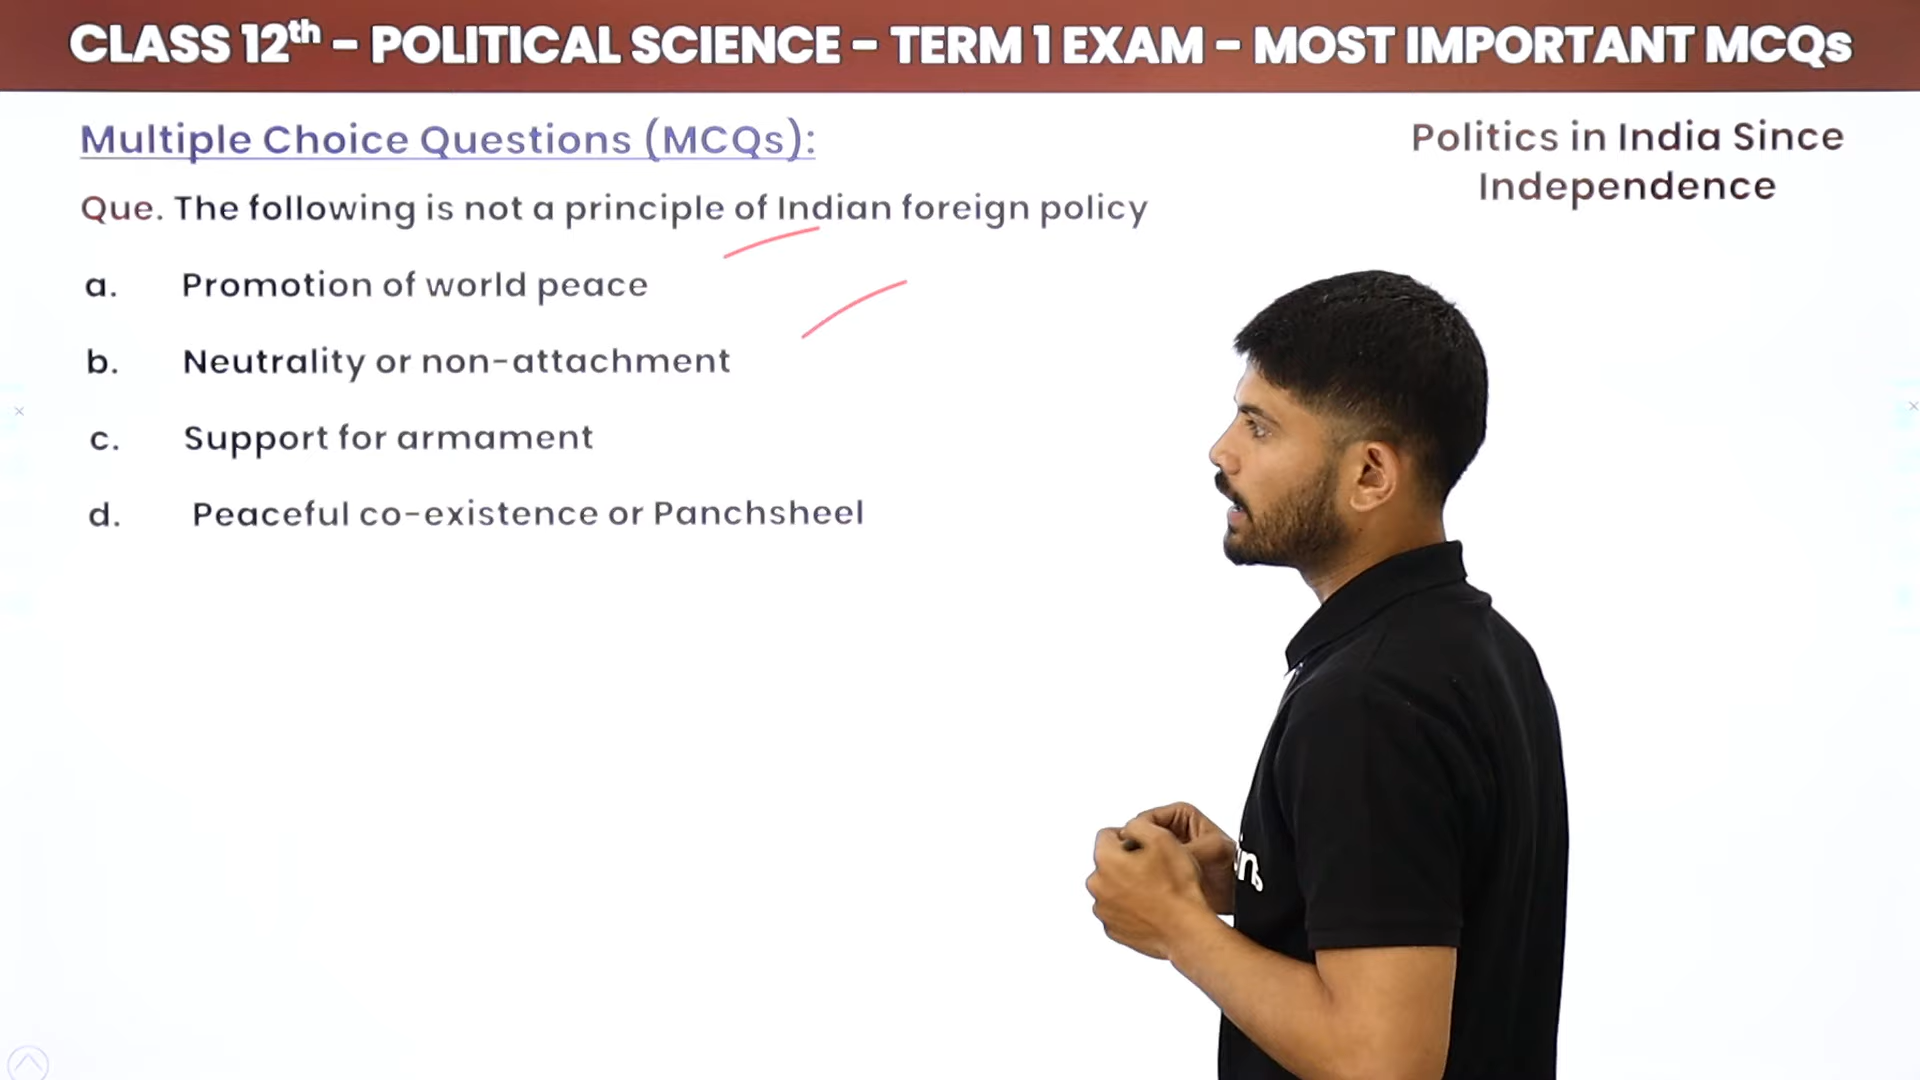 CLASS 12th - POLITICAL SCIENCE - TERM 1 EXAM - MOST IMPORTANT MCQs
Multiple Choice Questions (MCQs):
Politics in India Since
Independence
Que. The following is not a principle of Indian foreign policy
a. Promotion of world peace
b. Neutrality or non-attachment
c. Support for armament
d. Peaceful co-existence or Panchsheel